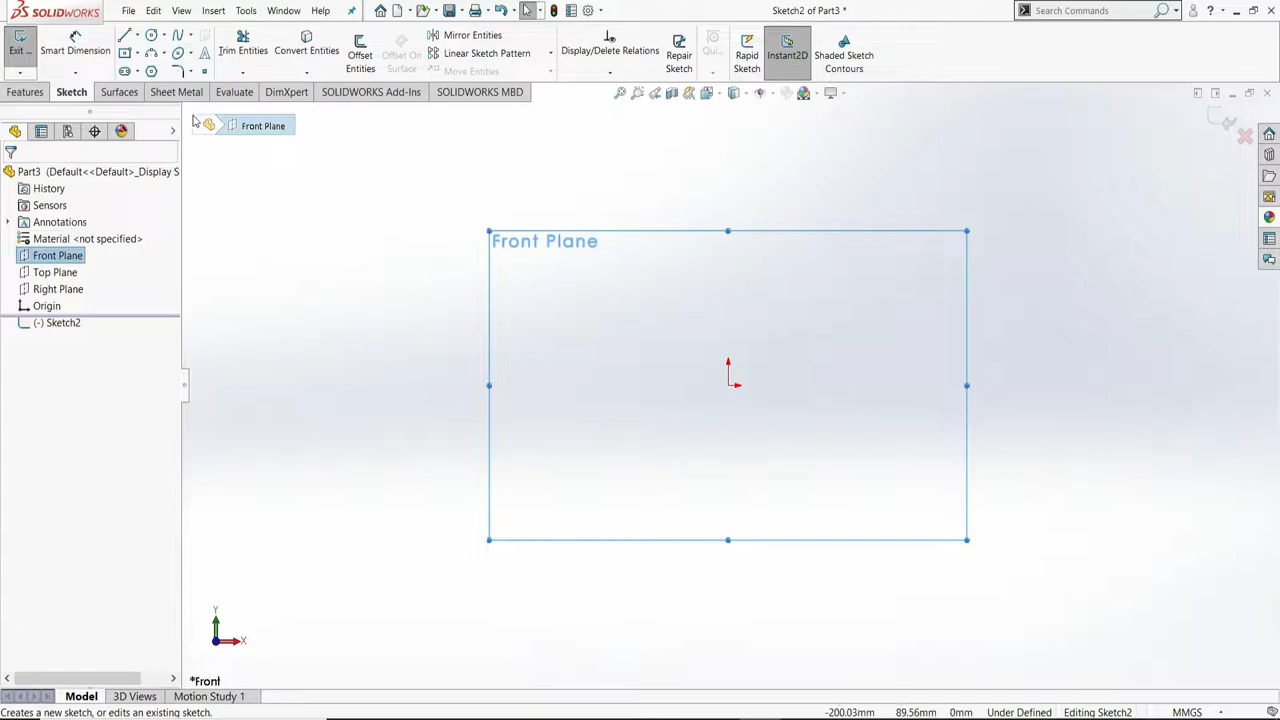 SOLIDWORKS File Edit View Insert Tools Window Help Sketch2 of Part3 * Search Commands
Exit ... Smart Dimension Trim Entities Convert Entities Offset Entities Offset On Surface Mirror Entities Linear Sketch Pattern Move Entities Display/Delete Relations Repair Sketch Qui... Rapid Sketch Instant2D Shaded Sketch Contours
Features Sketch Surfaces Sheet Metal Evaluate DimXpert SOLIDWORKS Add-Ins SOLIDWORKS MBD
Front Plane
Part3 (Default<<Default>_Display S
History
Sensors
Annotations
Material <not specified>
Front Plane
Top Plane
Right Plane
Origin
(-) Sketch2
Front Plane
Y
X
*Front
Model 3D Views Motion Study 1
Creates a new sketch, or edits an existing sketch. -200.03mm 89.56mm 0mm Under Defined Editing Sketch2 MMGS